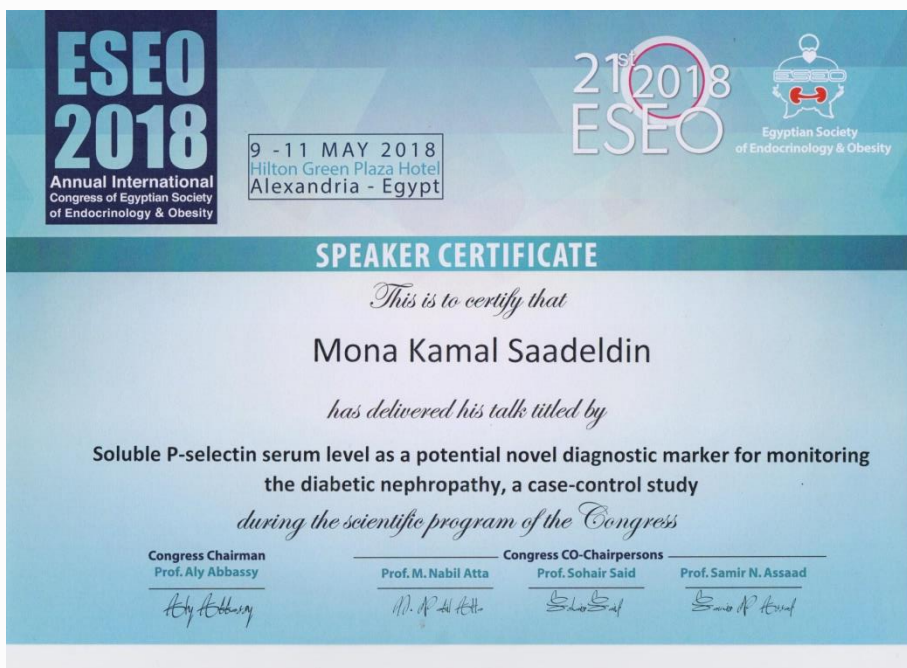 ESEO
2018
Annual International
Congress of Egyptian Society
of Endocrinology & Obesity
9 -11 MAY 2018
Hilton Green Plaza Hotel
Alexandria - Egypt
21st 2018
ESEO
ESEO
Egyptian Society
of Endocrinology & Obesity
SPEAKER CERTIFICATE
This is to certify that
Mona Kamal Saadeldin
has delivered his talk titled by
Soluble P-selectin serum level as a potential novel diagnostic marker for monitoring
the diabetic nephropathy, a case-control study
during the scientific program of the Congress
Congress Chairman
Prof. Aly Abbassy
Congress CO-Chairpersons
Prof. M. Nabil Atta
Prof. Sohair Said
Prof. Samir N. Assaad